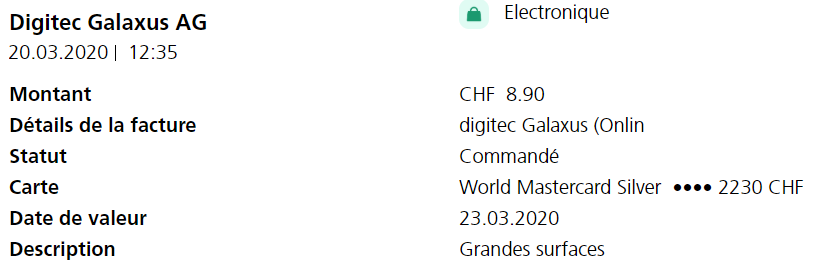 Digitec Galaxus AG
Electronique
20.03.2020 | 12:35
Montant CHF 8.90
Détails de la facture digitec Galaxus (Onlin
Statut Commandé
Carte World Mastercard Silver •••• 2230 CHF
Date de valeur 23.03.2020
Description Grandes surfaces